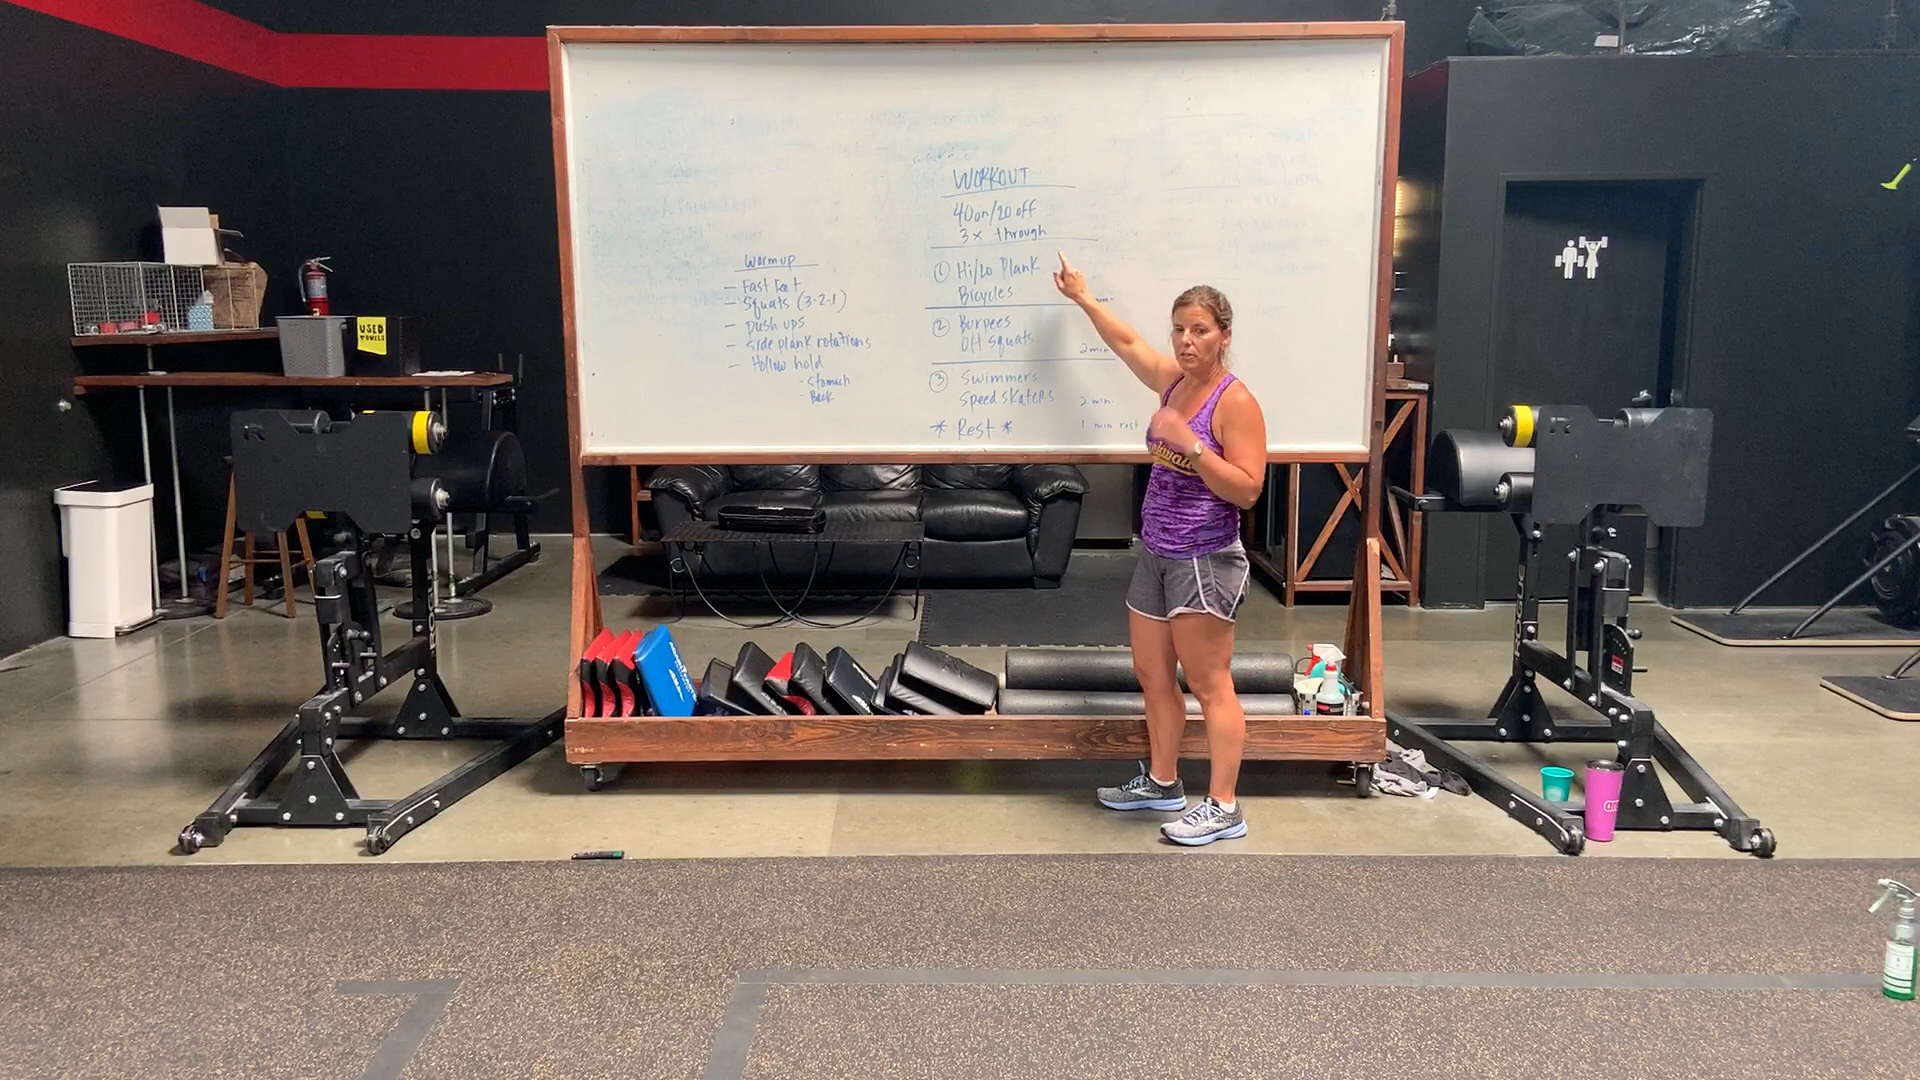 Warmup
- Fast Feet
- Squats (3-2-1)
- Push ups
- Side plank rotations
- Hollow hold
- Stomach
- Back
WORKOUT
40 on/20 off
3x through
① Hi/Lo Plank
Bicycles
② Burpees
OH squats
2 min
③ Swimmers
Speed skaters
2 min.
* Rest *
1 min rest
USED
TOWELS